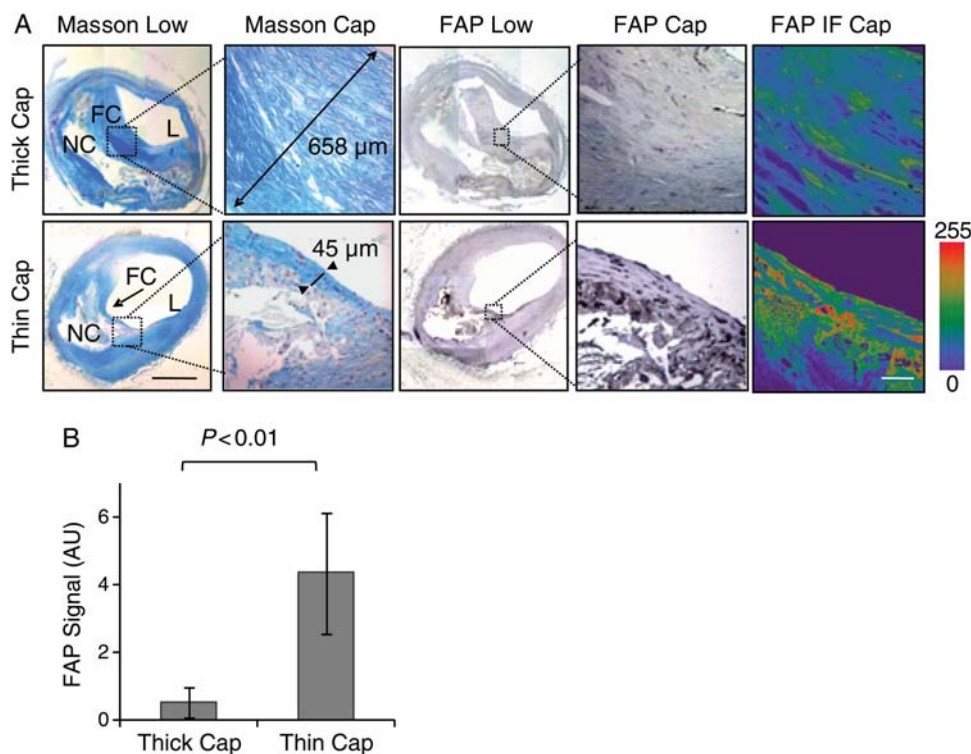 A
Masson Low
Masson Cap
FAP Low
FAP Cap
FAP IF Cap
Thick Cap
FC
NC
L
658 μm
Thin Cap
FC
NC
L
45 μm
255
0
B
P<0.01
FAP Signal (AU)
6
4
2
0
Thick Cap
Thin Cap